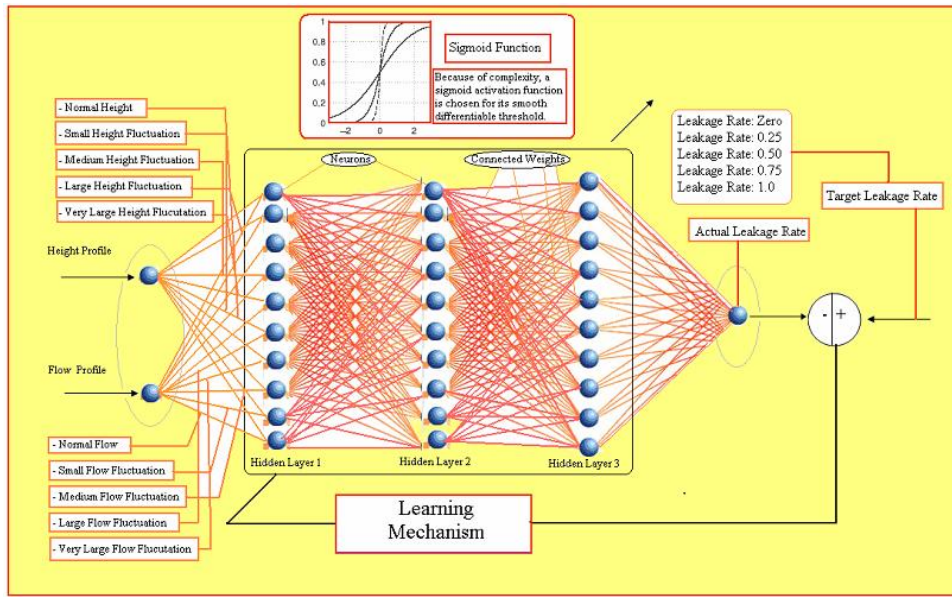 1
0.8
0.6
0.4
0.2
0
−2
0
2
Sigmoid Function
Because of complexity, a
sigmoid activation function
is chosen for its smooth
differentiable threshold.
- Normal Height
- Small Height Fluctuation
- Medium Height Fluctuation
- Large Height Fluctuation
- Very Large Height Flucutation
Neurons
Connected Weights
Leakage Rate: Zero
Leakage Rate: 0.25
Leakage Rate: 0.50
Leakage Rate: 0.75
Leakage Rate: 1.0
Target Leakage Rate
Actual Leakage Rate
Height Profile
- +
Flow Profile
- Normal Flow
- Small Flow Fluctuation
- Medium Flow Fluctuation
- Large Flow Fluctuation
- Very Large Flow Flucutation
Hidden Layer 1
Hidden Layer 2
Hidden Layer 3
Learning
Mechanism